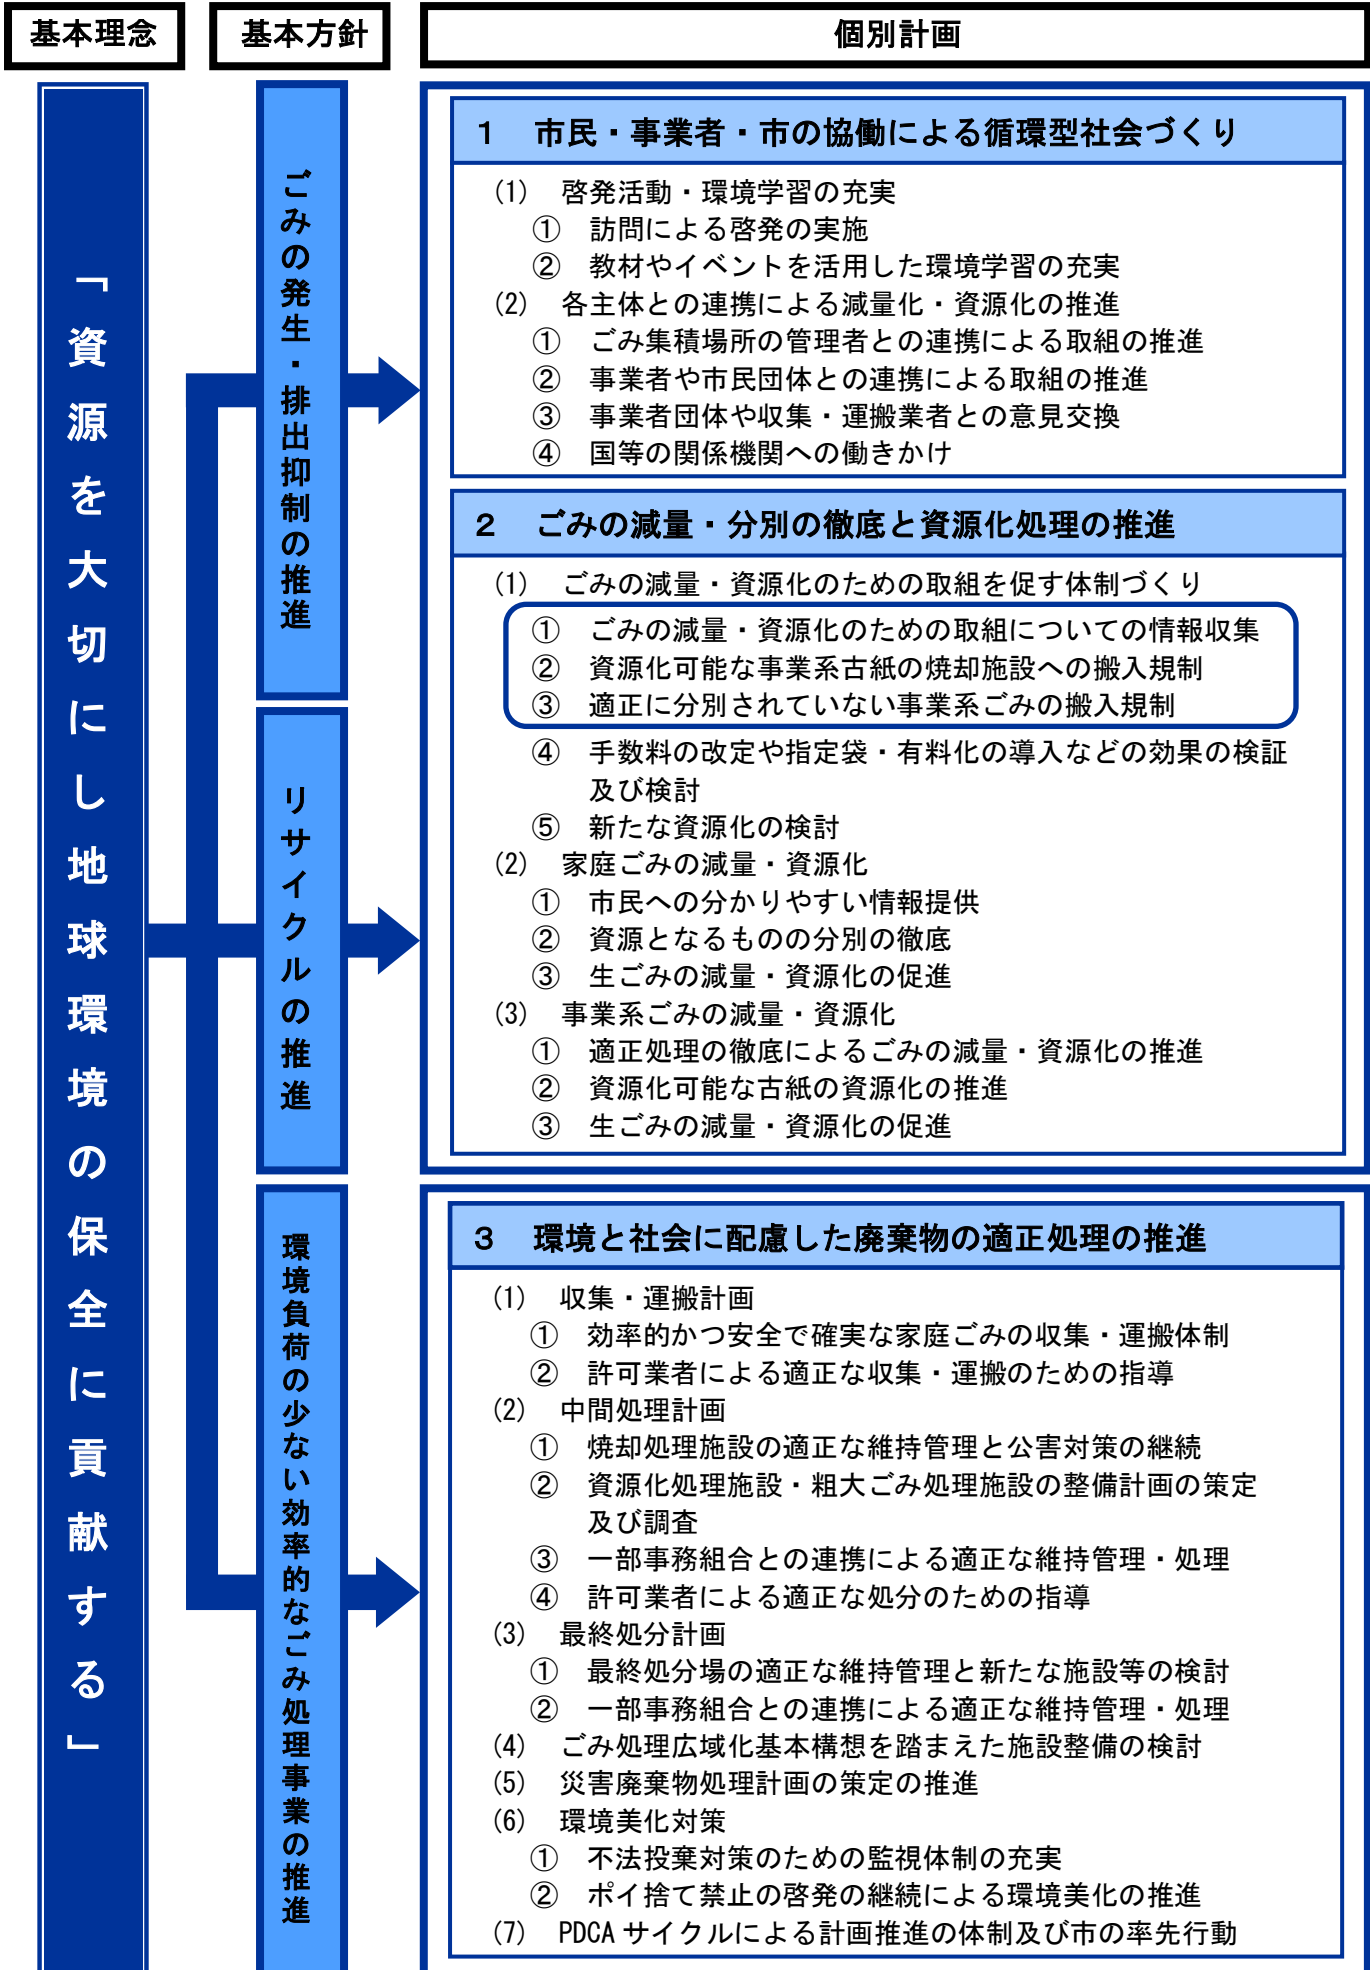 基本理念
基本方針
個別計画
「資源を大切にし地球環境の保全に貢献する」
ごみの発生・排出抑制の推進
リサイクルの推進
環境負荷の少ない効率的なごみ処理事業の推進
１　市民・事業者・市の協働による循環型社会づくり
(1)　啓発活動・環境学習の充実
①　訪問による啓発の実施
②　教材やイベントを活用した環境学習の充実
(2)　各主体との連携による減量化・資源化の推進
①　ごみ集積場所の管理者との連携による取組の推進
②　事業者や市民団体との連携による取組の推進
③　事業者団体や収集・運搬業者との意見交換
④　国等の関係機関への働きかけ
２　ごみの減量・分別の徹底と資源化処理の推進
(1)　ごみの減量・資源化のための取組を促す体制づくり
①　ごみの減量・資源化のための取組についての情報収集
②　資源化可能な事業系古紙の焼却施設への搬入規制
③　適正に分別されていない事業系ごみの搬入規制
④　手数料の改定や指定袋・有料化の導入などの効果の検証
及び検討
⑤　新たな資源化の検討
(2)　家庭ごみの減量・資源化
①　市民への分かりやすい情報提供
②　資源となるものの分別の徹底
③　生ごみの減量・資源化の促進
(3)　事業系ごみの減量・資源化
①　適正処理の徹底によるごみの減量・資源化の推進
②　資源化可能な古紙の資源化の推進
③　生ごみの減量・資源化の促進
３　環境と社会に配慮した廃棄物の適正処理の推進
(1)　収集・運搬計画
①　効率的かつ安全で確実な家庭ごみの収集・運搬体制
②　許可業者による適正な収集・運搬のための指導
(2)　中間処理計画
①　焼却処理施設の適正な維持管理と公害対策の継続
②　資源化処理施設・粗大ごみ処理施設の整備計画の策定
及び調査
③　一部事務組合との連携による適正な維持管理・処理
④　許可業者による適正な処分のための指導
(3)　最終処分計画
①　最終処分場の適正な維持管理と新たな施設等の検討
②　一部事務組合との連携による適正な維持管理・処理
(4)　ごみ処理広域化基本構想を踏まえた施設整備の検討
(5)　災害廃棄物処理計画の策定の推進
(6)　環境美化対策
①　不法投棄対策のための監視体制の充実
②　ポイ捨て禁止の啓発の継続による環境美化の推進
(7)　PDCA サイクルによる計画推進の体制及び市の率先行動